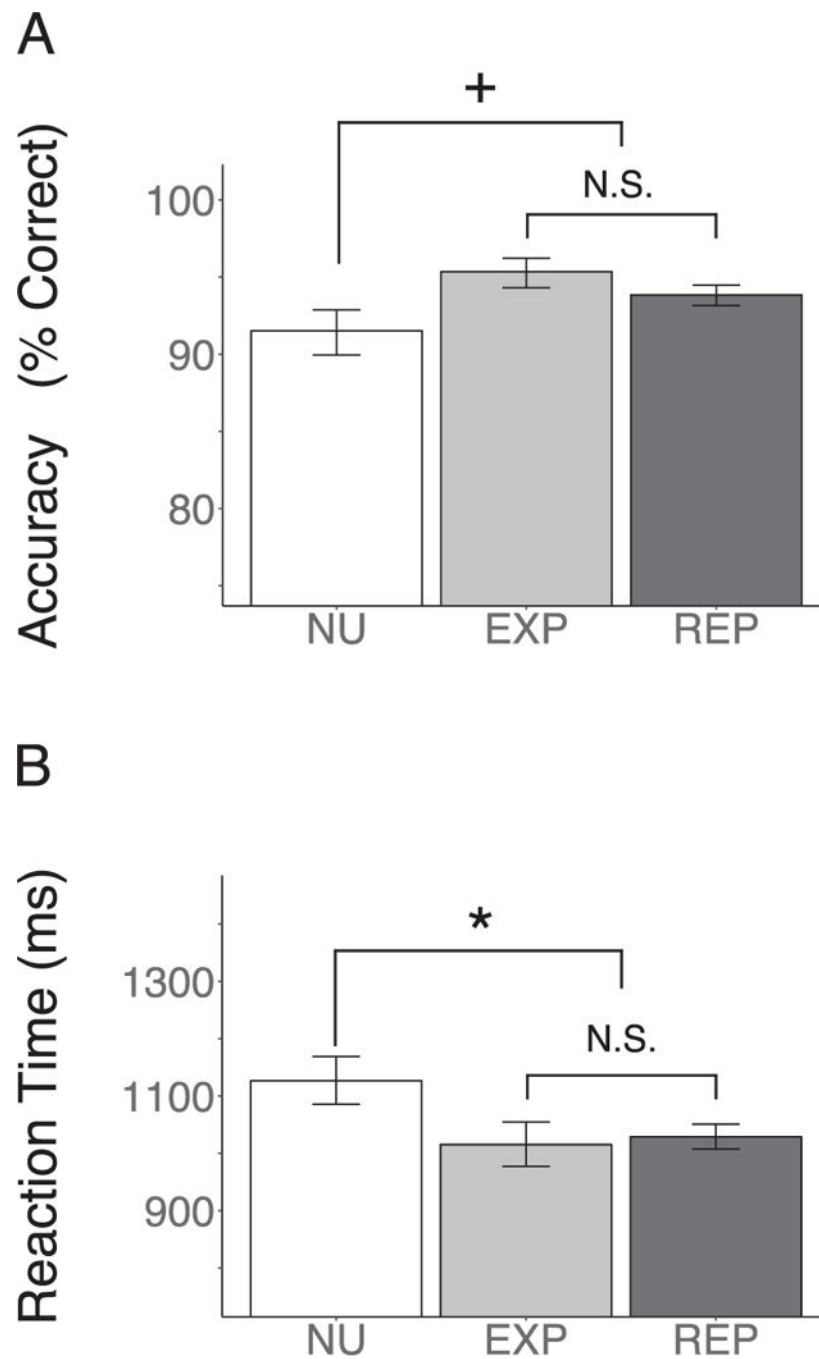 A
Accuracy (% Correct)
+
N.S.
100
90
80
NU EXP REP
B
Reaction Time (ms)
*
N.S.
1300
1100
900
NU EXP REP